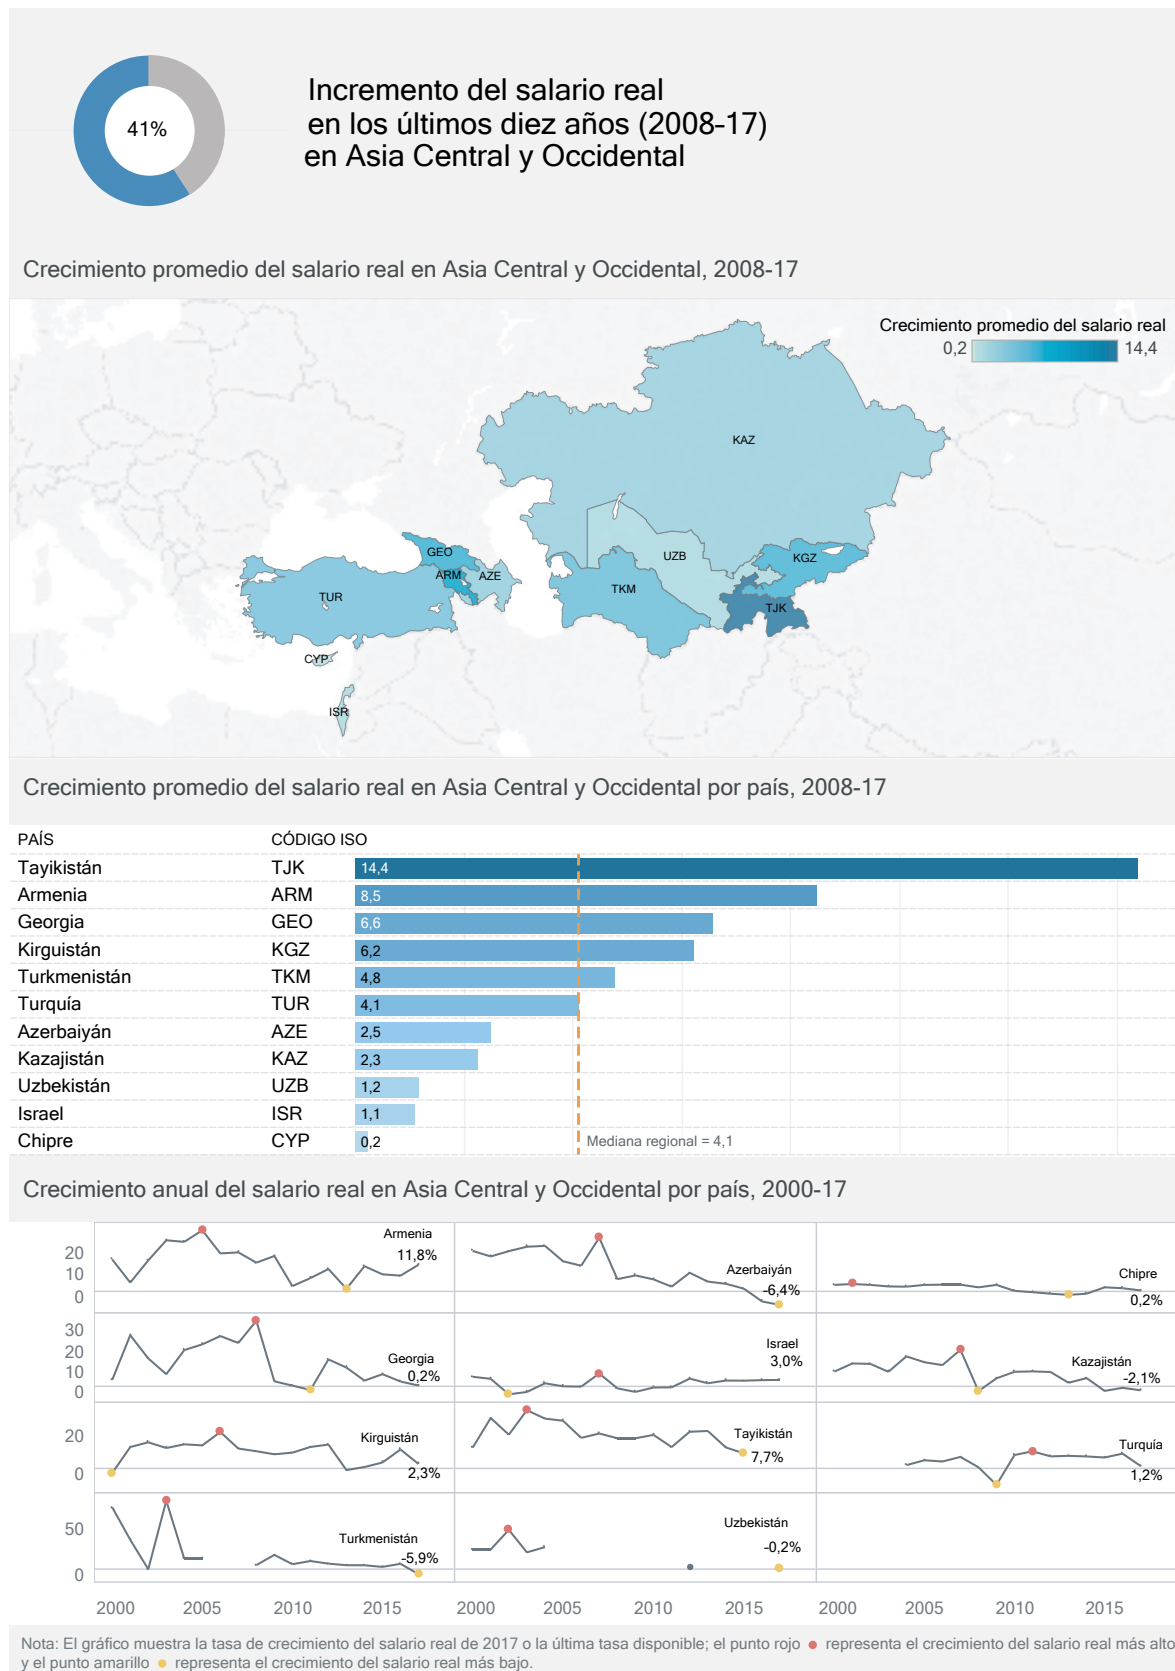 41%
Incremento del salario real
en los últimos diez años (2008-17)
en Asia Central y Occidental
Crecimiento promedio del salario real en Asia Central y Occidental, 2008-17
Crecimiento promedio del salario real
0,2 14,4
KAZ
GEO
UZB
KGZ
ARM
AZE
TKM
TUR
TJK
CYP
ISR
Crecimiento promedio del salario real en Asia Central y Occidental por país, 2008-17
PAÍS CÓDIGO ISO
Tayikistán TJK 14,4
Armenia ARM 8,5
Georgia GEO 6,6
Kirguistán KGZ 6,2
Turkmenistán TKM 4,8
Turquía TUR 4,1
Azerbaiyán AZE 2,5
Kazajistán KAZ 2,3
Uzbekistán UZB 1,2
Israel ISR 1,1
Chipre CYP 0,2 Mediana regional = 4,1
Crecimiento anual del salario real en Asia Central y Occidental por país, 2000-17
20
10
0
Armenia
11,8%
Azerbaiyán
-6,4%
Chipre
0,2%
30
20
10
0
Georgia
0,2%
Israel
3,0%
Kazajistán
-2,1%
20
0
Kirguistán
2,3%
Tayikistán
7,7%
Turquía
1,2%
50
0
Turkmenistán
-5,9%
Uzbekistán
-0,2%
2000 2005 2010 2015 2000 2005 2010 2015 2000 2005 2010 2015
Nota: El gráfico muestra la tasa de crecimiento del salario real de 2017 o la última tasa disponible; el punto rojo ● representa el crecimiento del salario real más alto
y el punto amarillo ● representa el crecimiento del salario real más bajo.